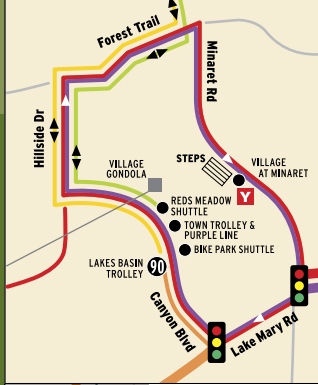 Forest Trail
Minaret Rd
Hillside Dr
STEPS
VILLAGE
AT MINARET
Y
VILLAGE
GONDOLA
REDS MEADOW
SHUTTLE
TOWN TROLLEY &
PURPLE LINE
BIKE PARK SHUTTLE
LAKES BASIN
TROLLEY
90
Canyon Blvd
Lake Mary Rd